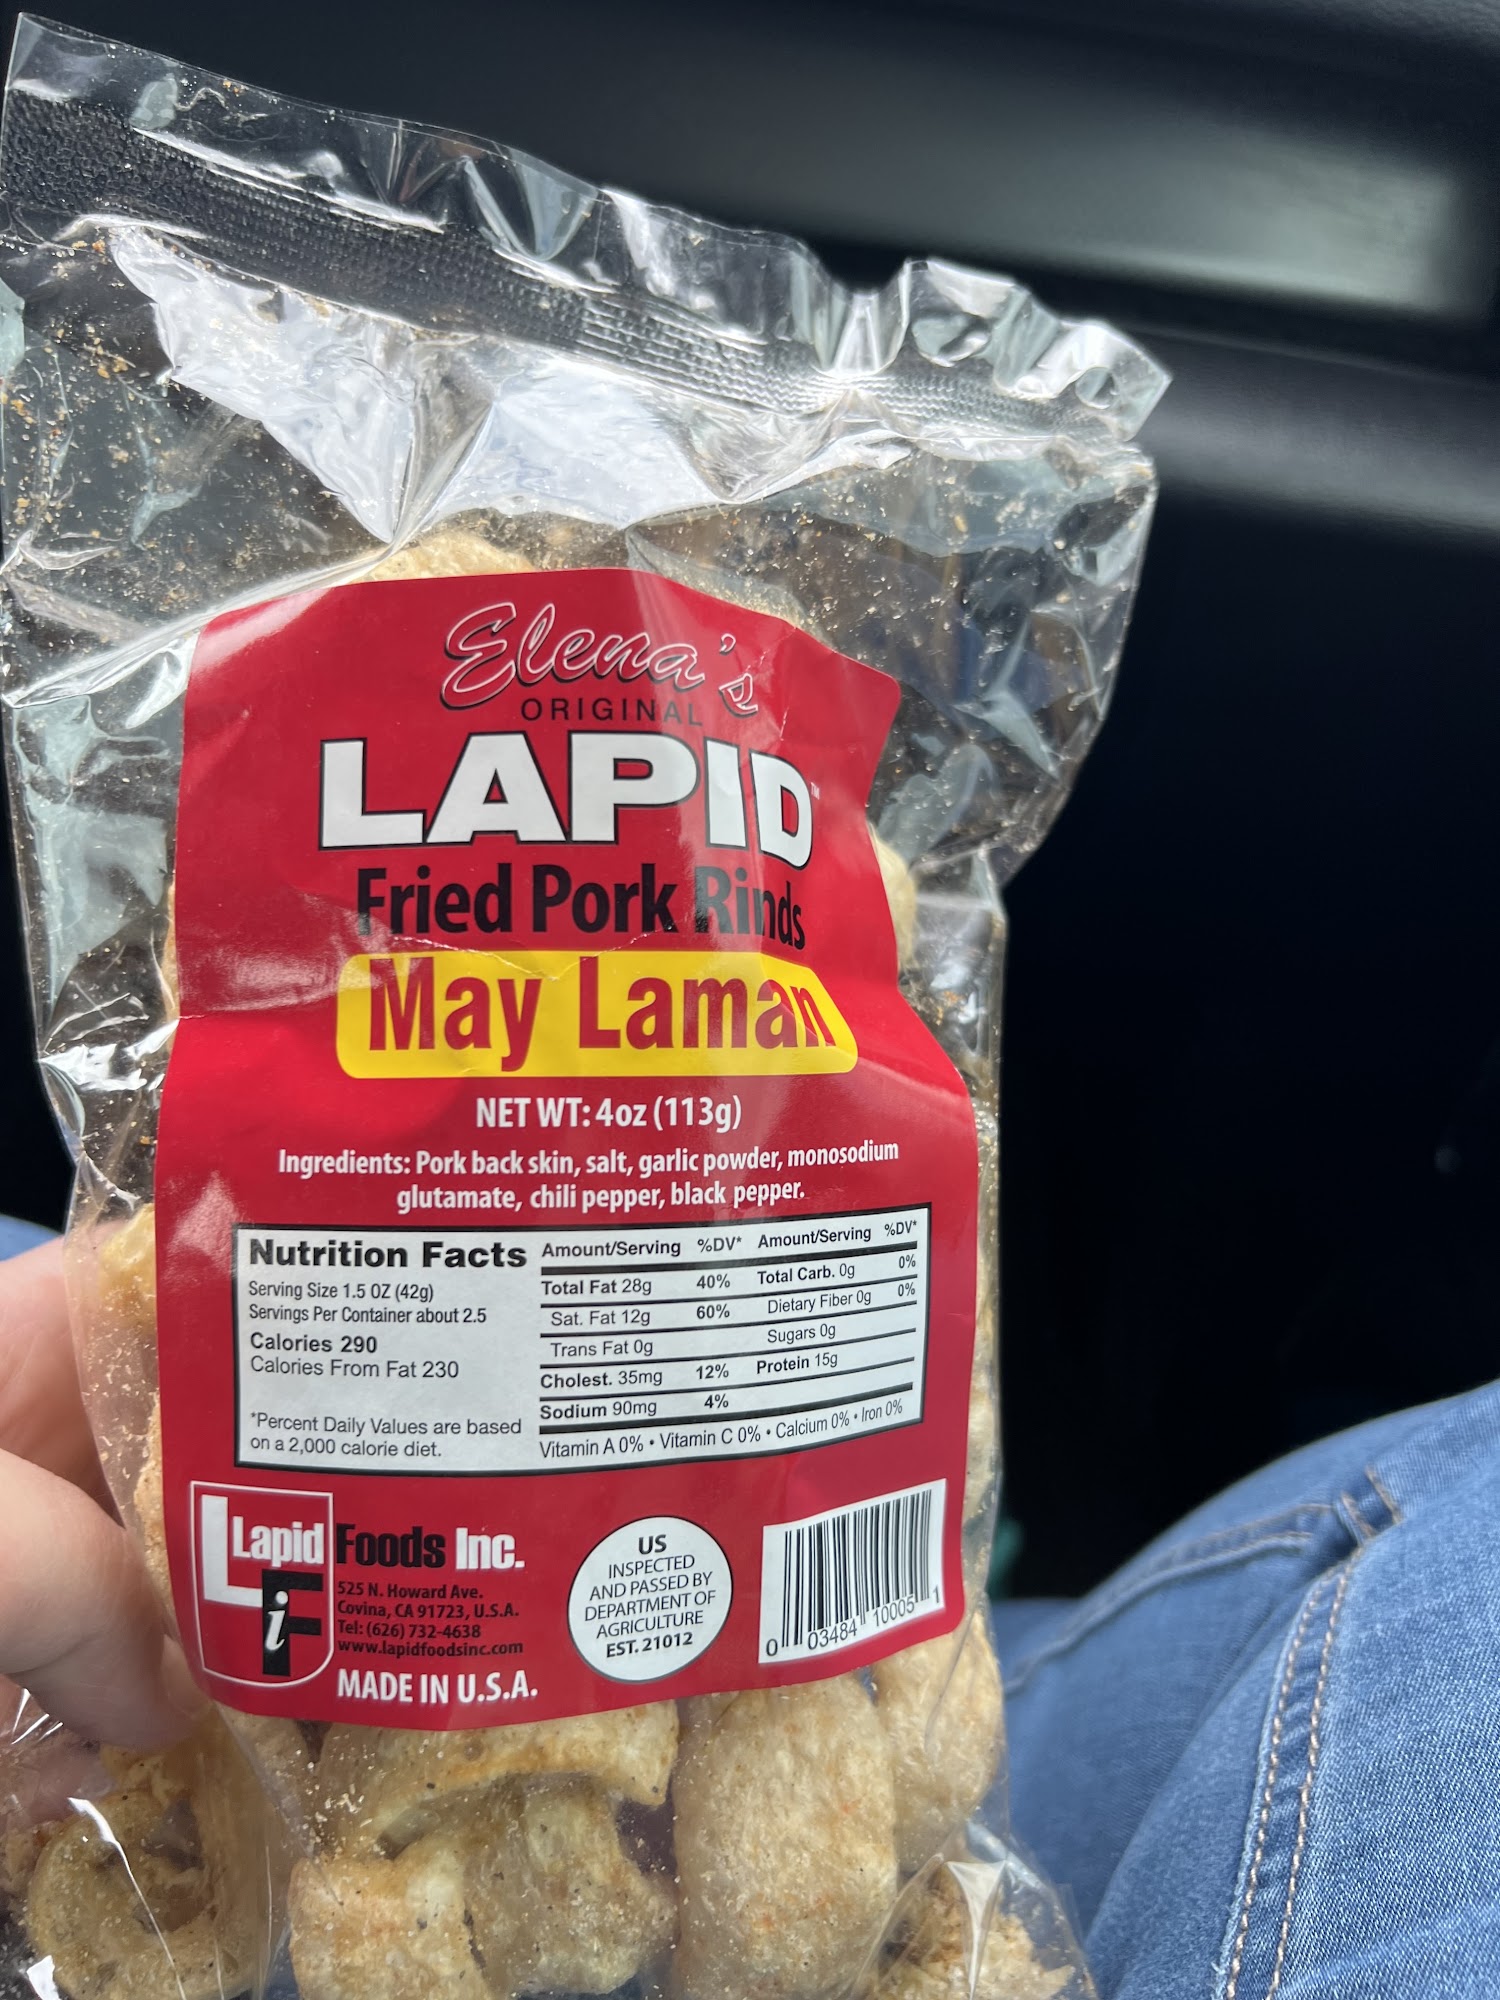 Elena's
ORIGINAL
LAPID™
Fried Pork Rinds
May Laman
NET WT: 4oz (113g)
Ingredients: Pork back skin, salt, garlic powder, monosodium
glutamate, chili pepper, black pepper.
Nutrition Facts
Serving Size 1.5 OZ (42g)
Servings Per Container about 2.5
Calories 290
Calories From Fat 230
*Percent Daily Values are based
on a 2,000 calorie diet.
Amount/Serving %DV* Amount/Serving %DV*
Total Fat 28g 40% Total Carb. 0g 0%
Sat. Fat 12g 60% Dietary Fiber 0g 0%
Trans Fat 0g Sugars 0g
Cholest. 35mg 12% Protein 15g
Sodium 90mg 4%
Vitamin A 0% • Vitamin C 0% • Calcium 0% • Iron 0%
LiF
Lapid Foods Inc.
525 N. Howard Ave.
Covina, CA 91723, U.S.A.
Tel: (626) 732-4638
www.lapidfoodsinc.com
MADE IN U.S.A.
US
INSPECTED
AND PASSED BY
DEPARTMENT OF
AGRICULTURE
EST. 21012
0 03484 10005 1